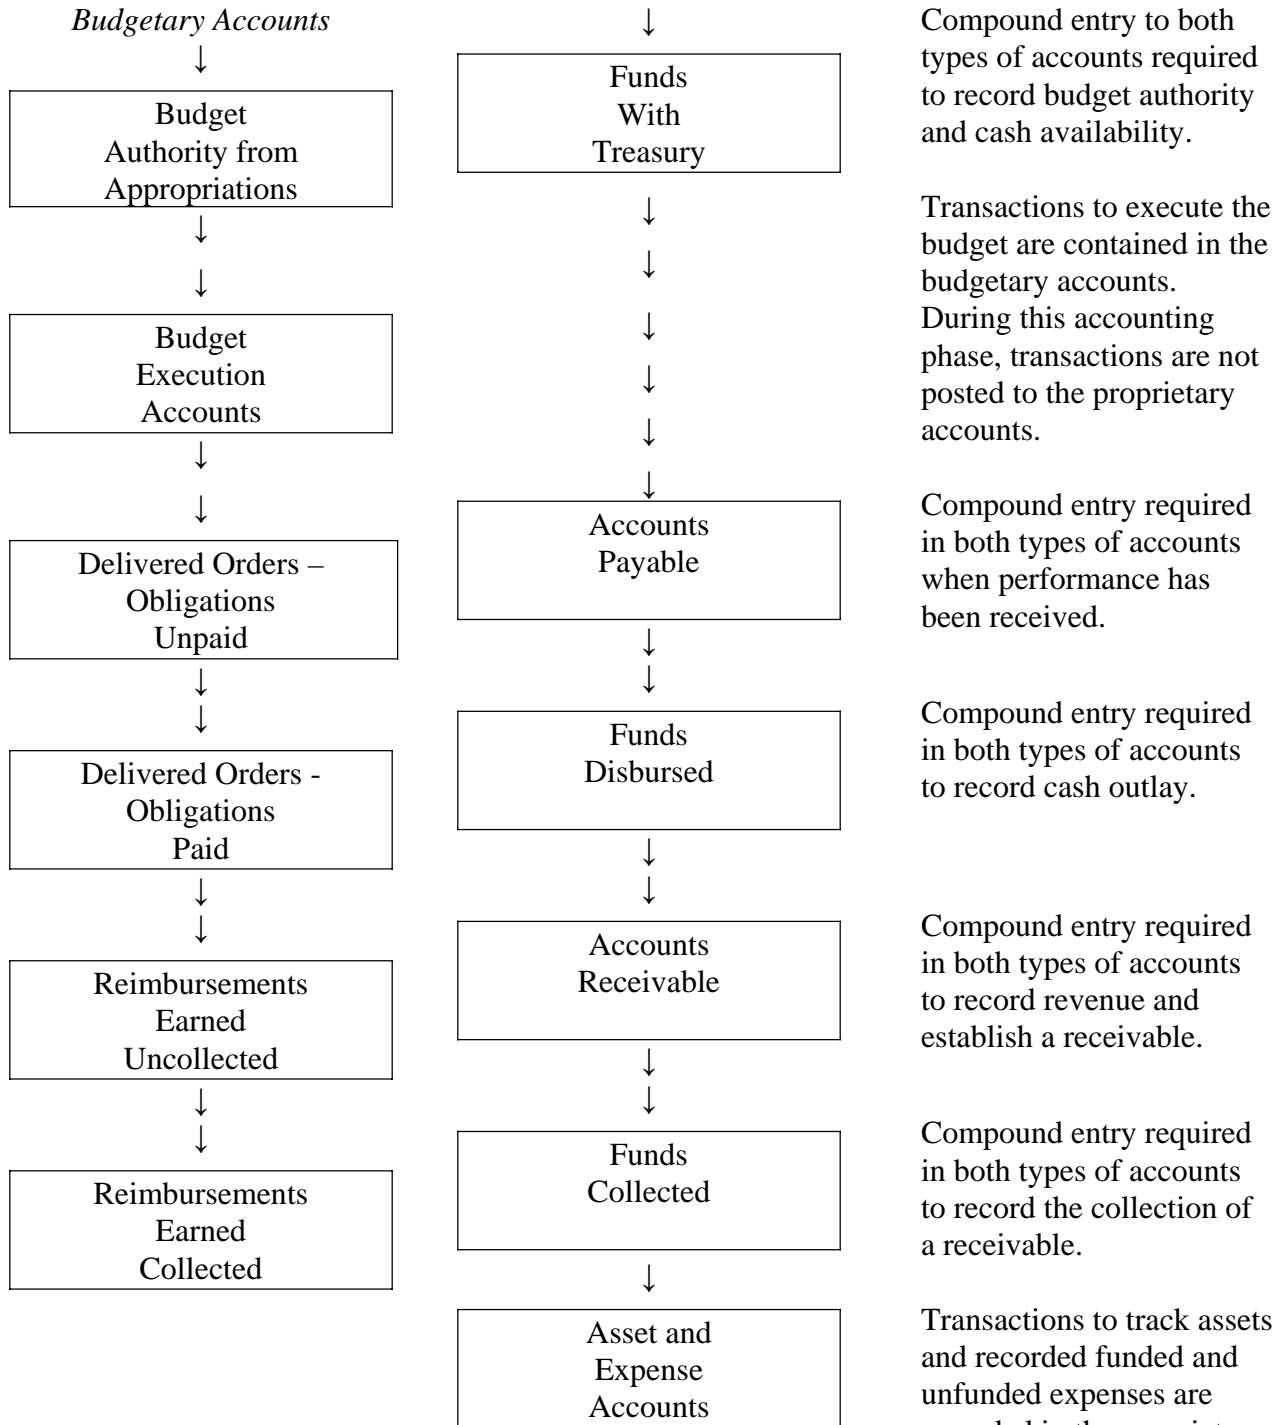 Budgetary Accounts
↓
Budget
Authority from
Appropriations
↓
↓
Budget
Execution
Accounts
↓
↓
Delivered Orders –
Obligations
Unpaid
↓
↓
Delivered Orders -
Obligations
Paid
↓
↓
Reimbursements
Earned
Uncollected
↓
↓
Reimbursements
Earned
Collected
↓
Funds
With
Treasury
↓
↓
↓
↓
↓
↓
Accounts
Payable
↓
↓
Funds
Disbursed
↓
↓
Accounts
Receivable
↓
↓
Funds
Collected
↓
Asset and
Expense
Accounts
Compound entry to both
types of accounts required
to record budget authority
and cash availability.
Transactions to execute the
budget are contained in the
budgetary accounts.
During this accounting
phase, transactions are not
posted to the proprietary
accounts.
Compound entry required
in both types of accounts
when performance has
been received.
Compound entry required
in both types of accounts
to record cash outlay.
Compound entry required
in both types of accounts
to record revenue and
establish a receivable.
Compound entry required
in both types of accounts
to record the collection of
a receivable.
Transactions to track assets
and recorded funded and
unfunded expenses are